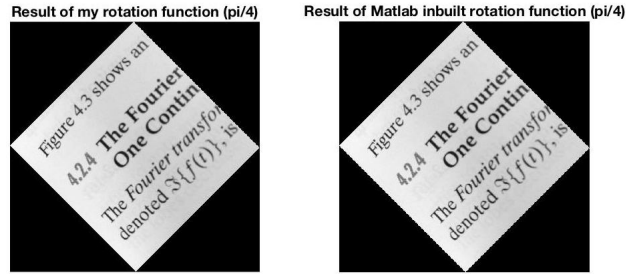 Result of my rotation function (pi/4)
Figure 4.3 shows an
4.2.4 The Fourier
One Contin
The Fourier transfor
denoted ℑ{f(t)}, is
Result of Matlab inbuilt rotation function (pi/4)
Figure 4.3 shows an
4.2.4 The Fourier
One Contin
The Fourier transfor
denoted ℑ{f(t)}, is